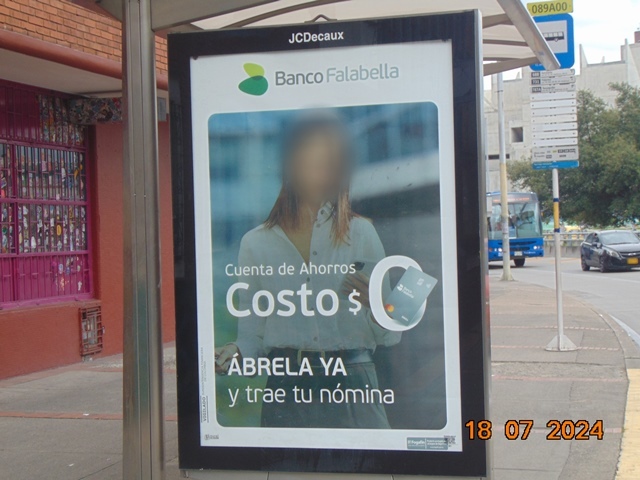 089A00
JCDecaux
Banco Falabella
Cuenta de Ahorros
Costo $0
ÁBRELA YA
y trae tu nómina
18 07 2024